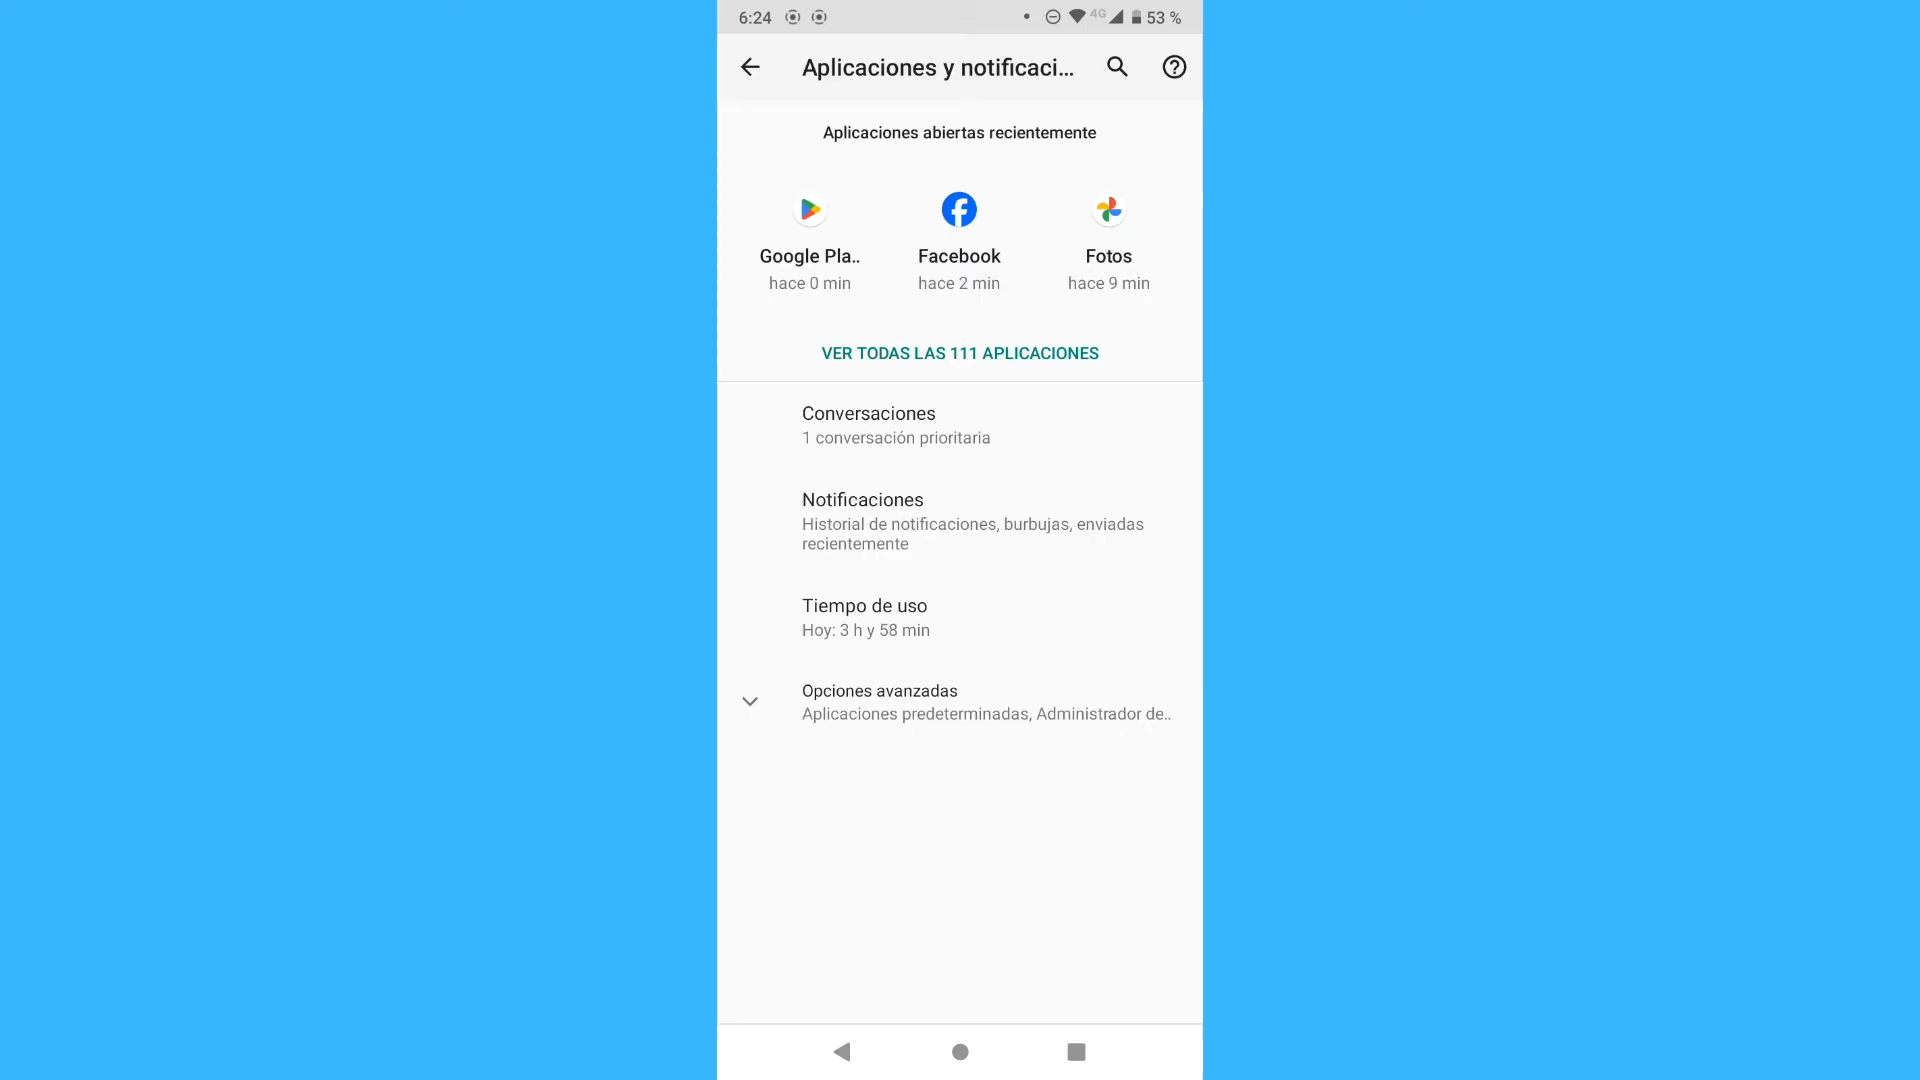 6:24 4G 53 %
Aplicaciones y notificaci...
Aplicaciones abiertas recientemente
Google Pla.. Facebook Fotos
hace 0 min hace 2 min hace 9 min
VER TODAS LAS 111 APLICACIONES
Conversaciones
1 conversación prioritaria
Notificaciones
Historial de notificaciones, burbujas, enviadas
recientemente
Tiempo de uso
Hoy: 3 h y 58 min
Opciones avanzadas
Aplicaciones predeterminadas, Administrador de..